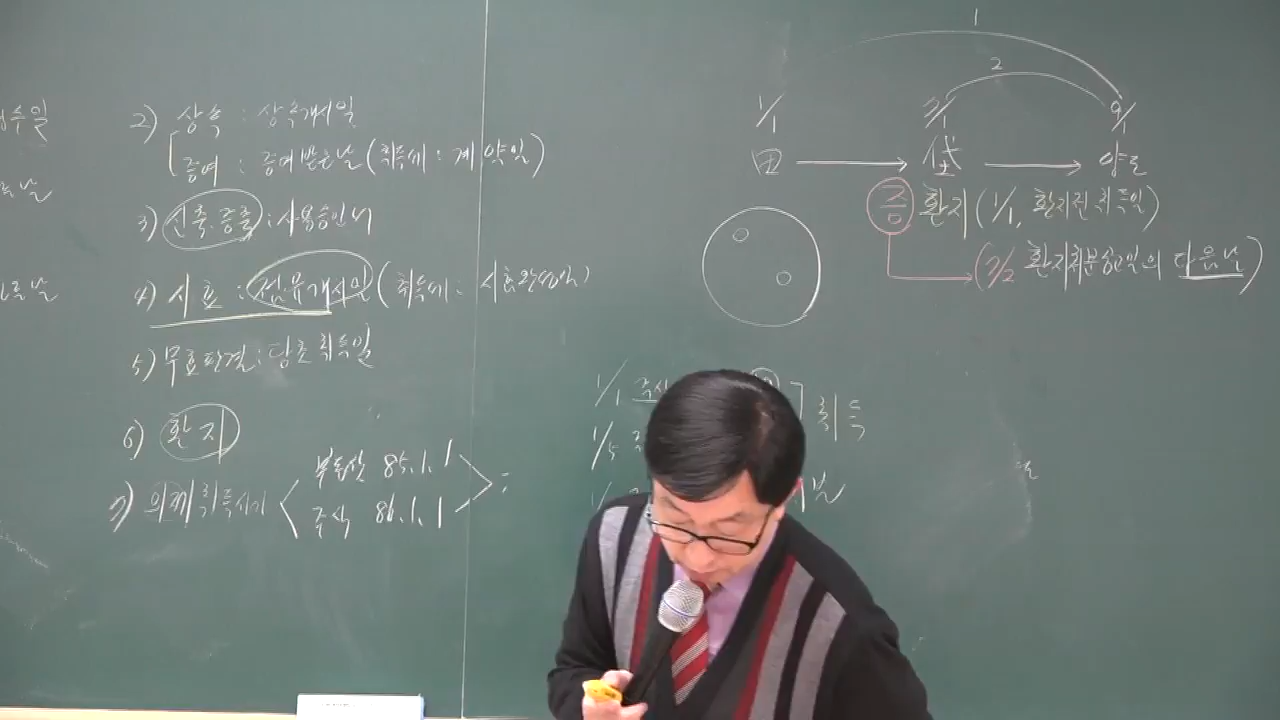 수일
날
날
2) 상속 : 상속개시일
증여 : 증여받은날 (취득세 : 계약일)
3) 신축, 증축 : 사용승인서
4) 시효 : 점유개시일 (취득세 : 시효완성일)
5) 무효판결 : 당초 취득일
6) 환지
7) 의제취득시기
부동산 85.1.1
주식 86.1.1 :
1
2
1/1 9/1
田 → 垈 → 양도
환지 (1/1, 환지전 취득일)
(3/2 환지처분공고일의 다음날)
1/1 주식
취득
1/5